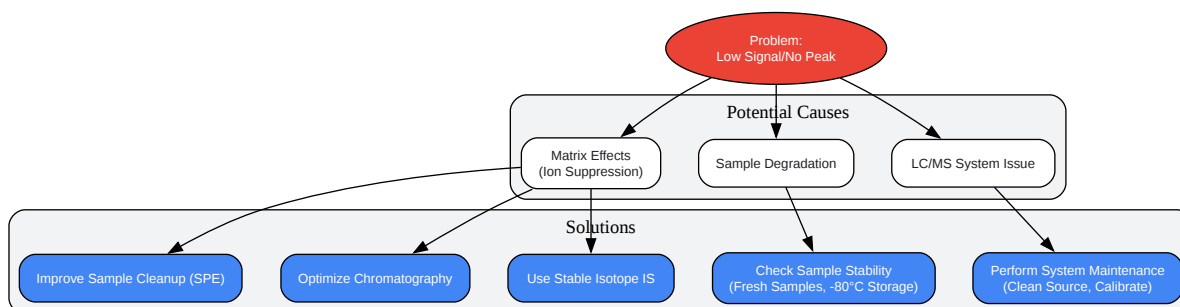 Problem:
Low Signal/No Peak
Potential Causes
Matrix Effects
(Ion Suppression)
Sample Degradation
LC/MS System Issue
Solutions
Improve Sample Cleanup (SPE)
Optimize Chromatography
Use Stable Isotope IS
Check Sample Stability
(Fresh Samples, -80°C Storage)
Perform System Maintenance
(Clean Source, Calibrate)